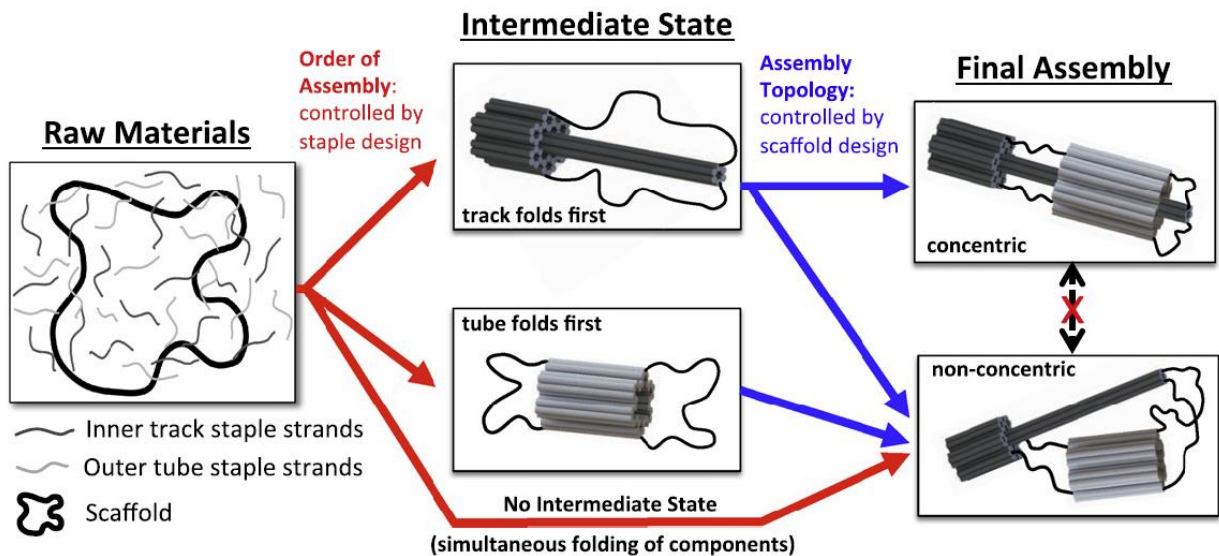 Raw Materials
Inner track staple strands
Outer tube staple strands
Scaffold
Order of
Assembly:
controlled by
staple design
Intermediate State
track folds first
tube folds first
No Intermediate State
(simultaneous folding of components)
Assembly
Topology:
controlled by
scaffold design
Final Assembly
concentric
X
non-concentric